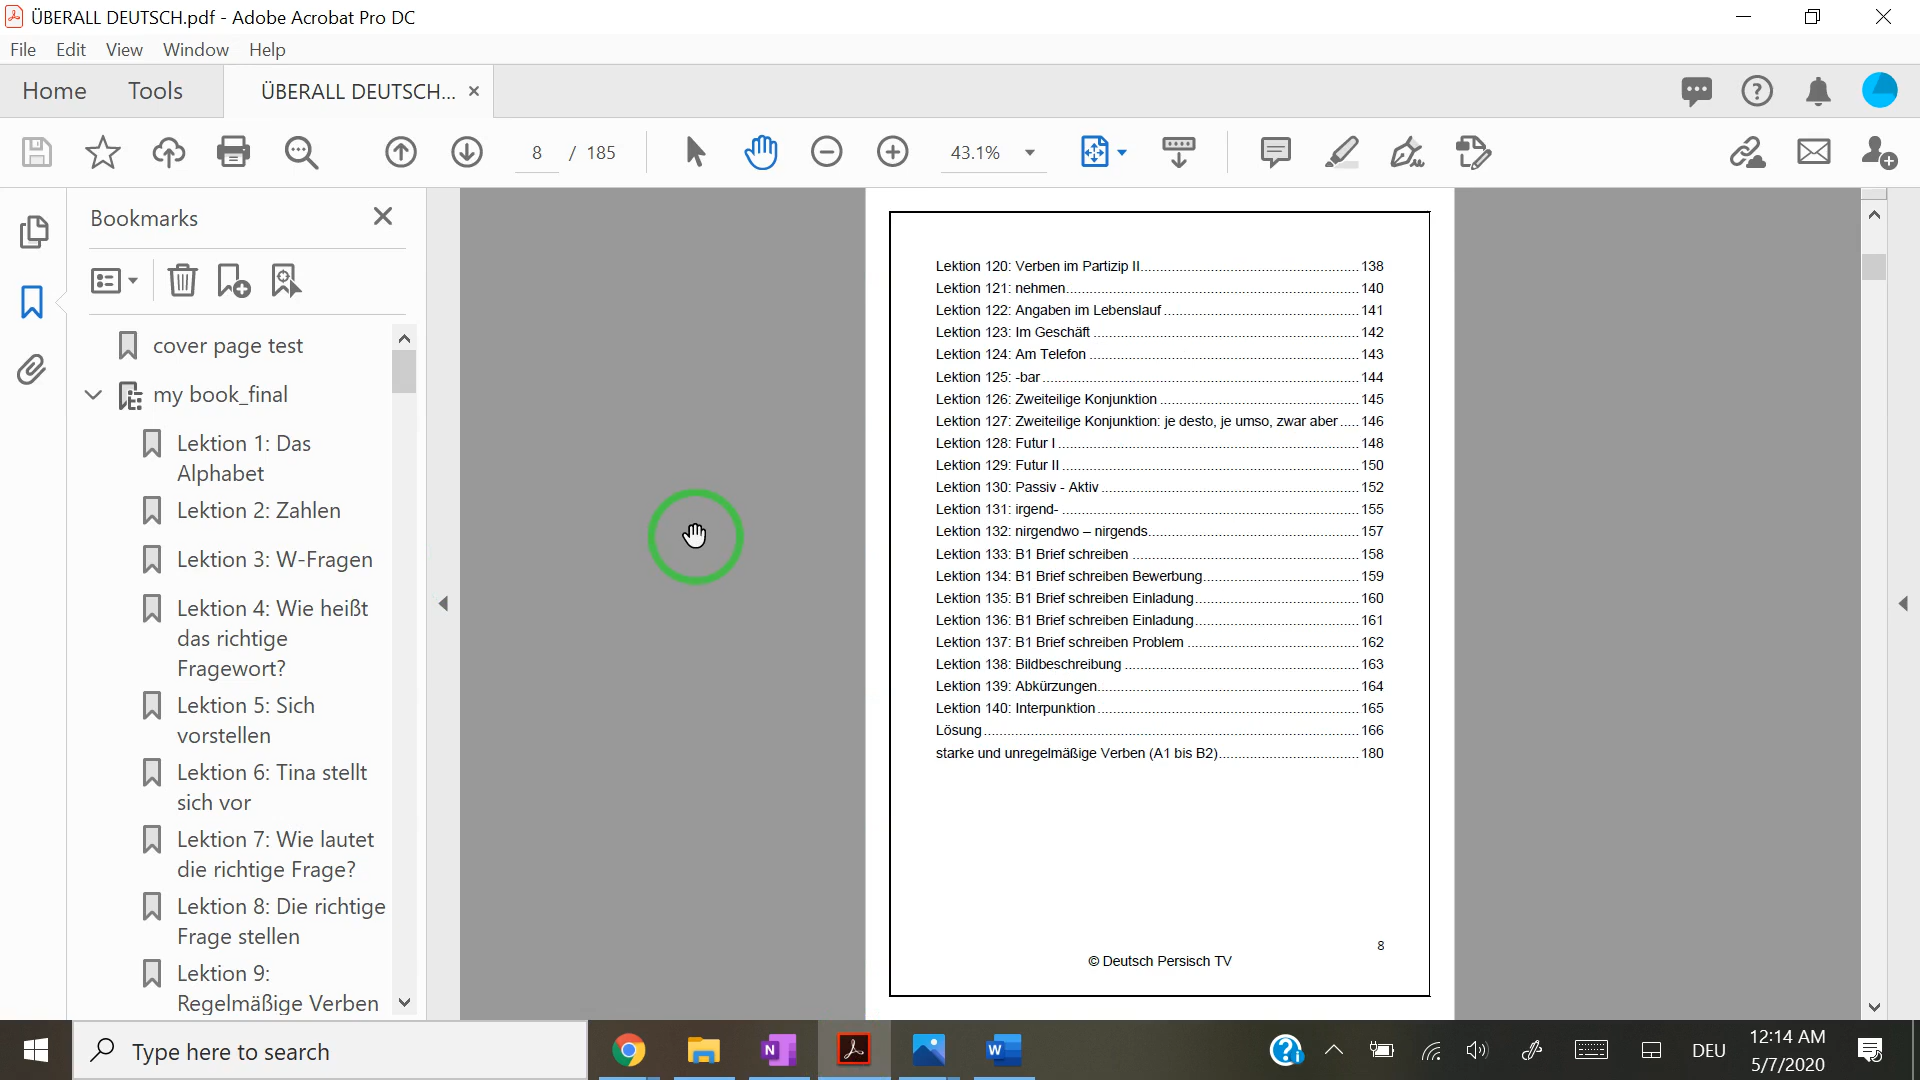 ÜBERALL DEUTSCH.pdf - Adobe Acrobat Pro DC
File Edit View Window Help
Home Tools ÜBERALL DEUTSCH... ×
8 / 185 43.1%
Bookmarks
cover page test
my book_final
Lektion 1: Das
Alphabet
Lektion 2: Zahlen
Lektion 3: W-Fragen
Lektion 4: Wie heißt
das richtige
Fragewort?
Lektion 5: Sich
vorstellen
Lektion 6: Tina stellt
sich vor
Lektion 7: Wie lautet
die richtige Frage?
Lektion 8: Die richtige
Frage stellen
Lektion 9:
Regelmäßige Verben
Lektion 120: Verben im Partizip II 138
Lektion 121: nehmen 140
Lektion 122: Angaben im Lebenslauf 141
Lektion 123: Im Geschäft 142
Lektion 124: Am Telefon 143
Lektion 125: -bar 144
Lektion 126: Zweiteilige Konjunktion 145
Lektion 127: Zweiteilige Konjunktion: je desto, je umso, zwar aber 146
Lektion 128: Futur I 148
Lektion 129: Futur II 150
Lektion 130: Passiv - Aktiv 152
Lektion 131: irgend- 155
Lektion 132: nirgendwo – nirgends 157
Lektion 133: B1 Brief schreiben 158
Lektion 134: B1 Brief schreiben Bewerbung 159
Lektion 135: B1 Brief schreiben Einladung 160
Lektion 136: B1 Brief schreiben Einladung 161
Lektion 137: B1 Brief schreiben Problem 162
Lektion 138: Bildbeschreibung 163
Lektion 139: Abkürzungen 164
Lektion 140: Interpunktion 165
Lösung 166
starke und unregelmäßige Verben (A1 bis B2) 180
8
© Deutsch Persisch TV
Type here to search
DEU
12:14 AM
5/7/2020